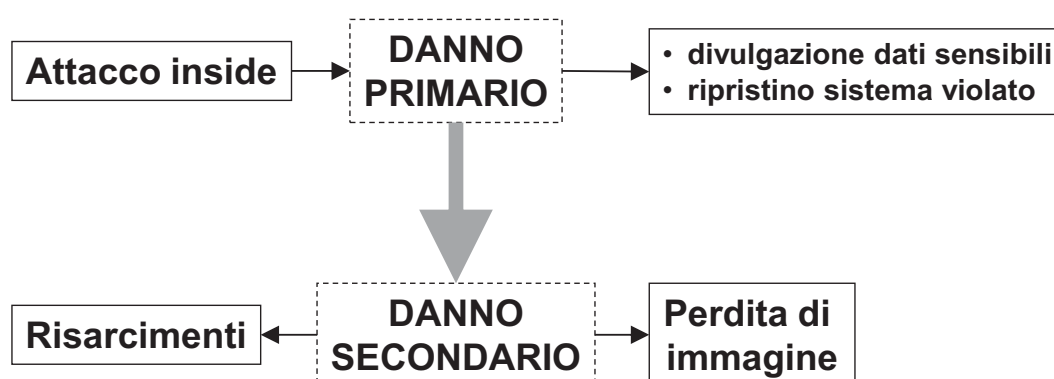 Attacco inside
DANNO
PRIMARIO
• divulgazione dati sensibili
• ripristino sistema violato
Risarcimenti
DANNO
SECONDARIO
Perdita di
immagine